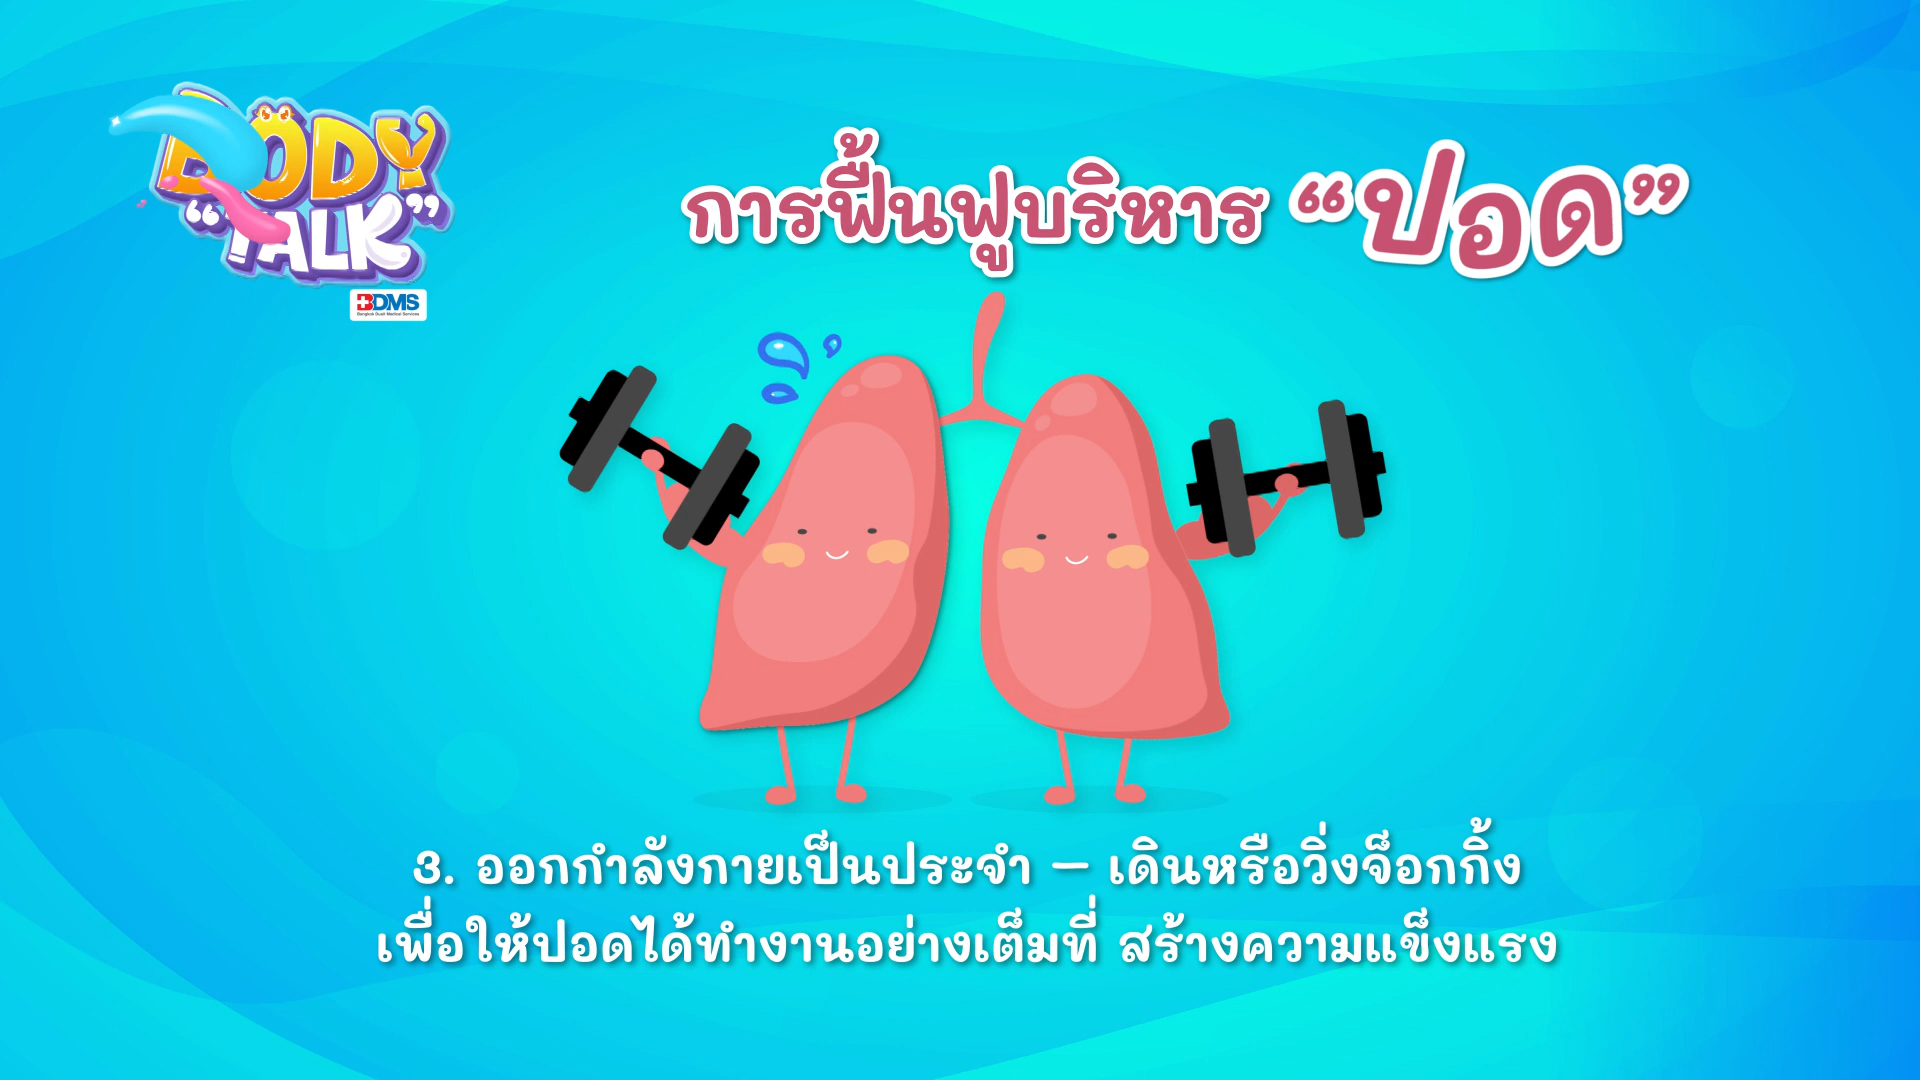 BODY
“TALK”
BDMS
Bangkok Dusit Medical Services
การฟื้นฟูบริหาร “ปอด”
3. ออกกำลังกายเป็นประจำ – เดินหรือวิ่งจ็อกกิ้ง
เพื่อให้ปอดได้ทำงานอย่างเต็มที่ สร้างความแข็งแรง